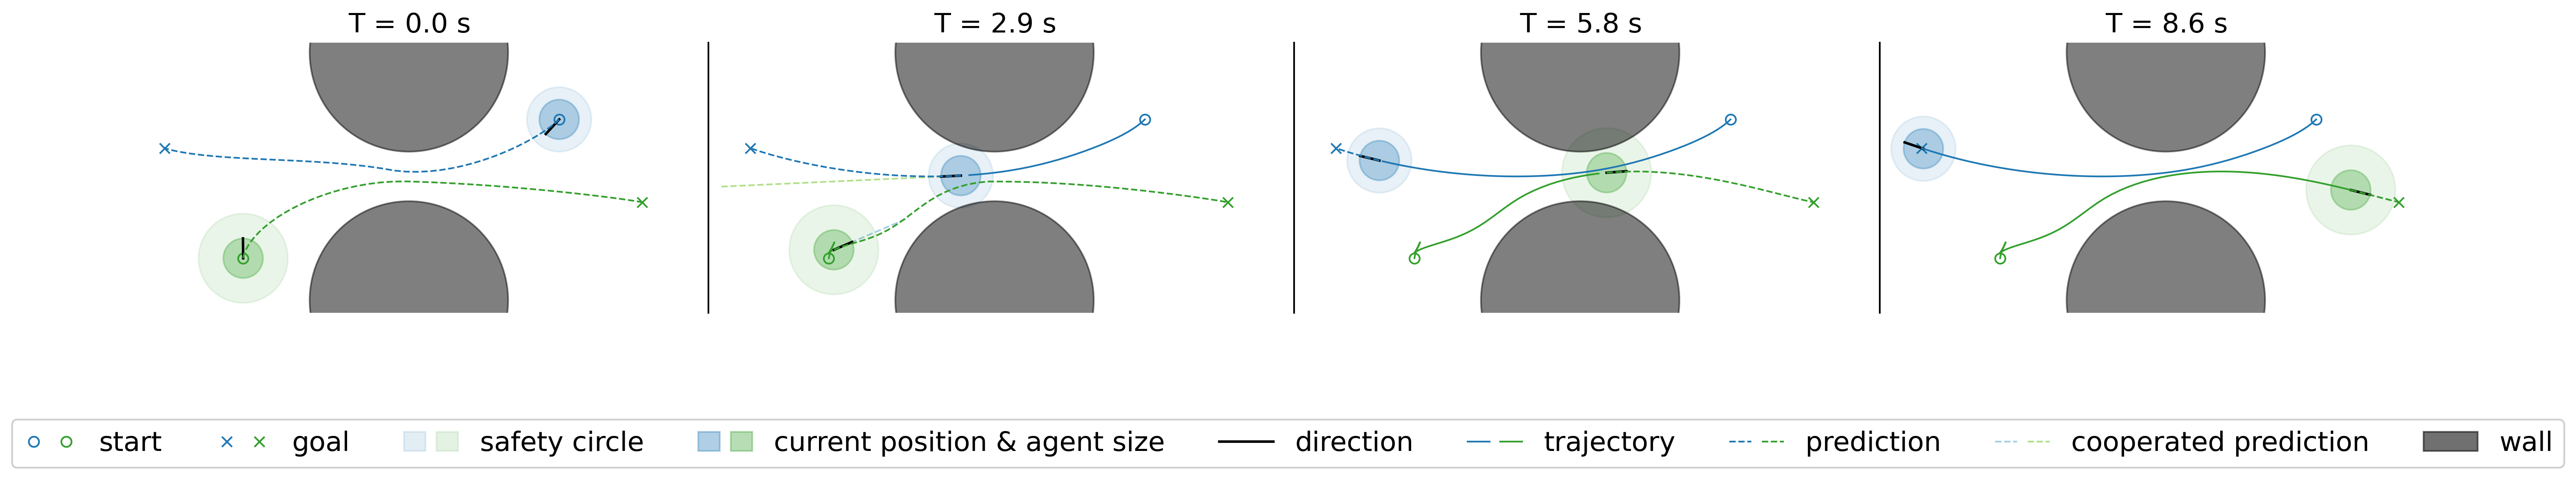 T = 0.0 s
T = 2.9 s
T = 5.8 s
T = 8.6 s
start goal safety circle current position & agent size direction trajectory prediction cooperated prediction wall